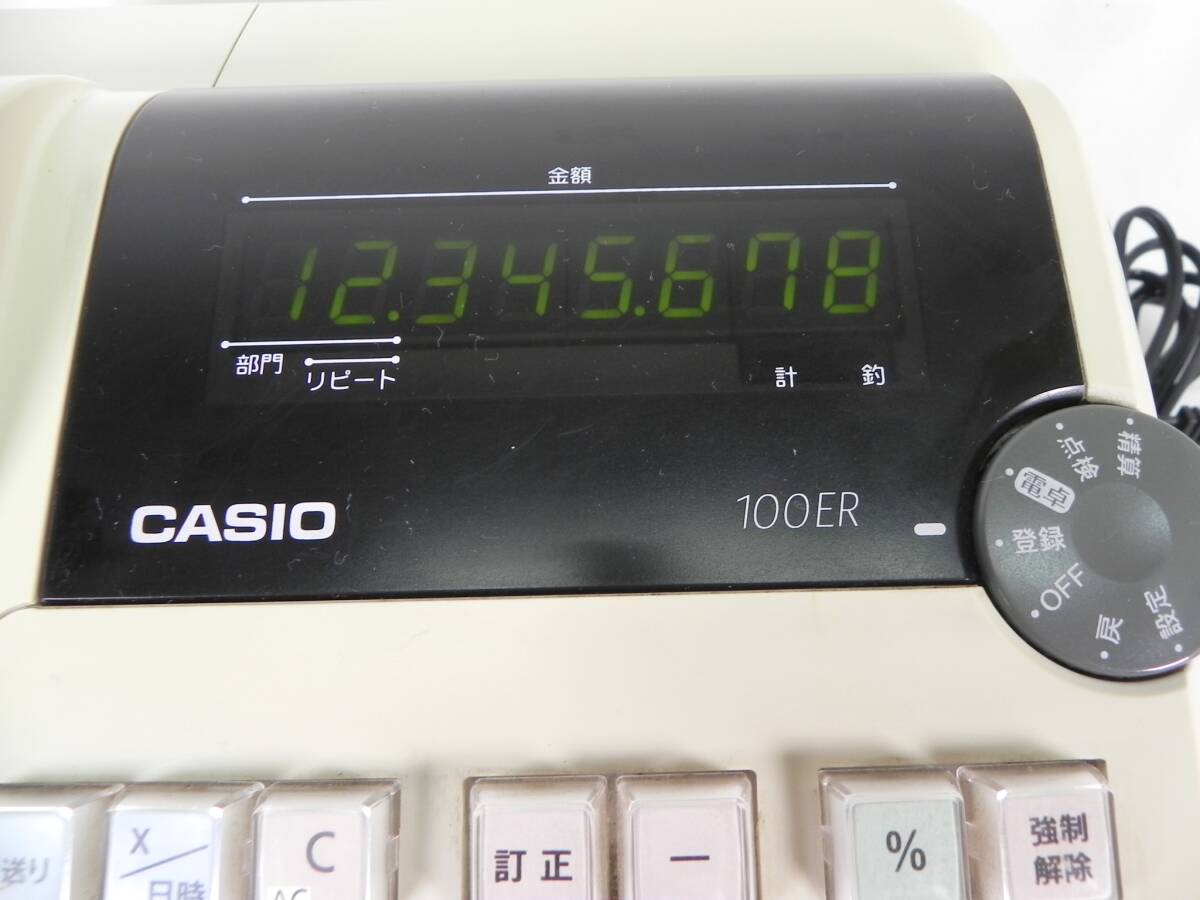 金額
12.345.678
部門
リピート
計 釣
CASIO
100ER
精算
点検
電卓
登録
OFF
戻
設定
送り
X/日時
C
AC
訂正
－
%
強制
解除